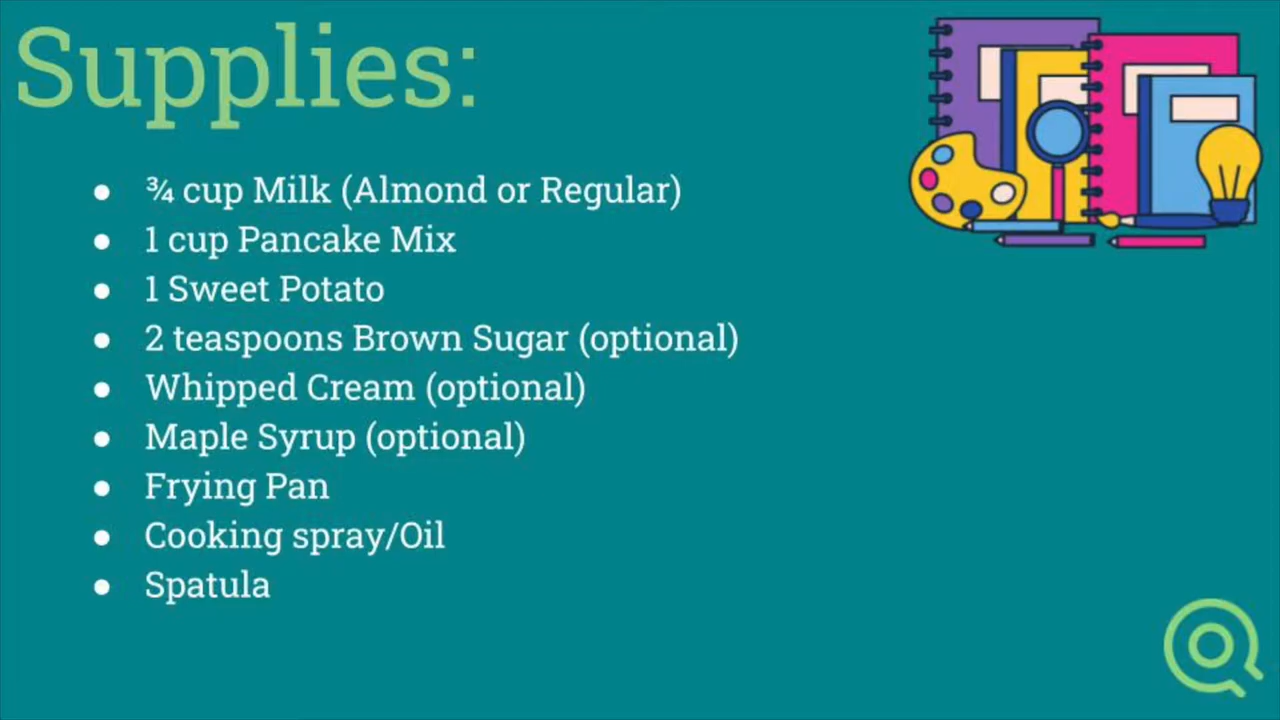 Supplies:
● ¾ cup Milk (Almond or Regular)
● 1 cup Pancake Mix
● 1 Sweet Potato
● 2 teaspoons Brown Sugar (optional)
● Whipped Cream (optional)
● Maple Syrup (optional)
● Frying Pan
● Cooking spray/Oil
● Spatula